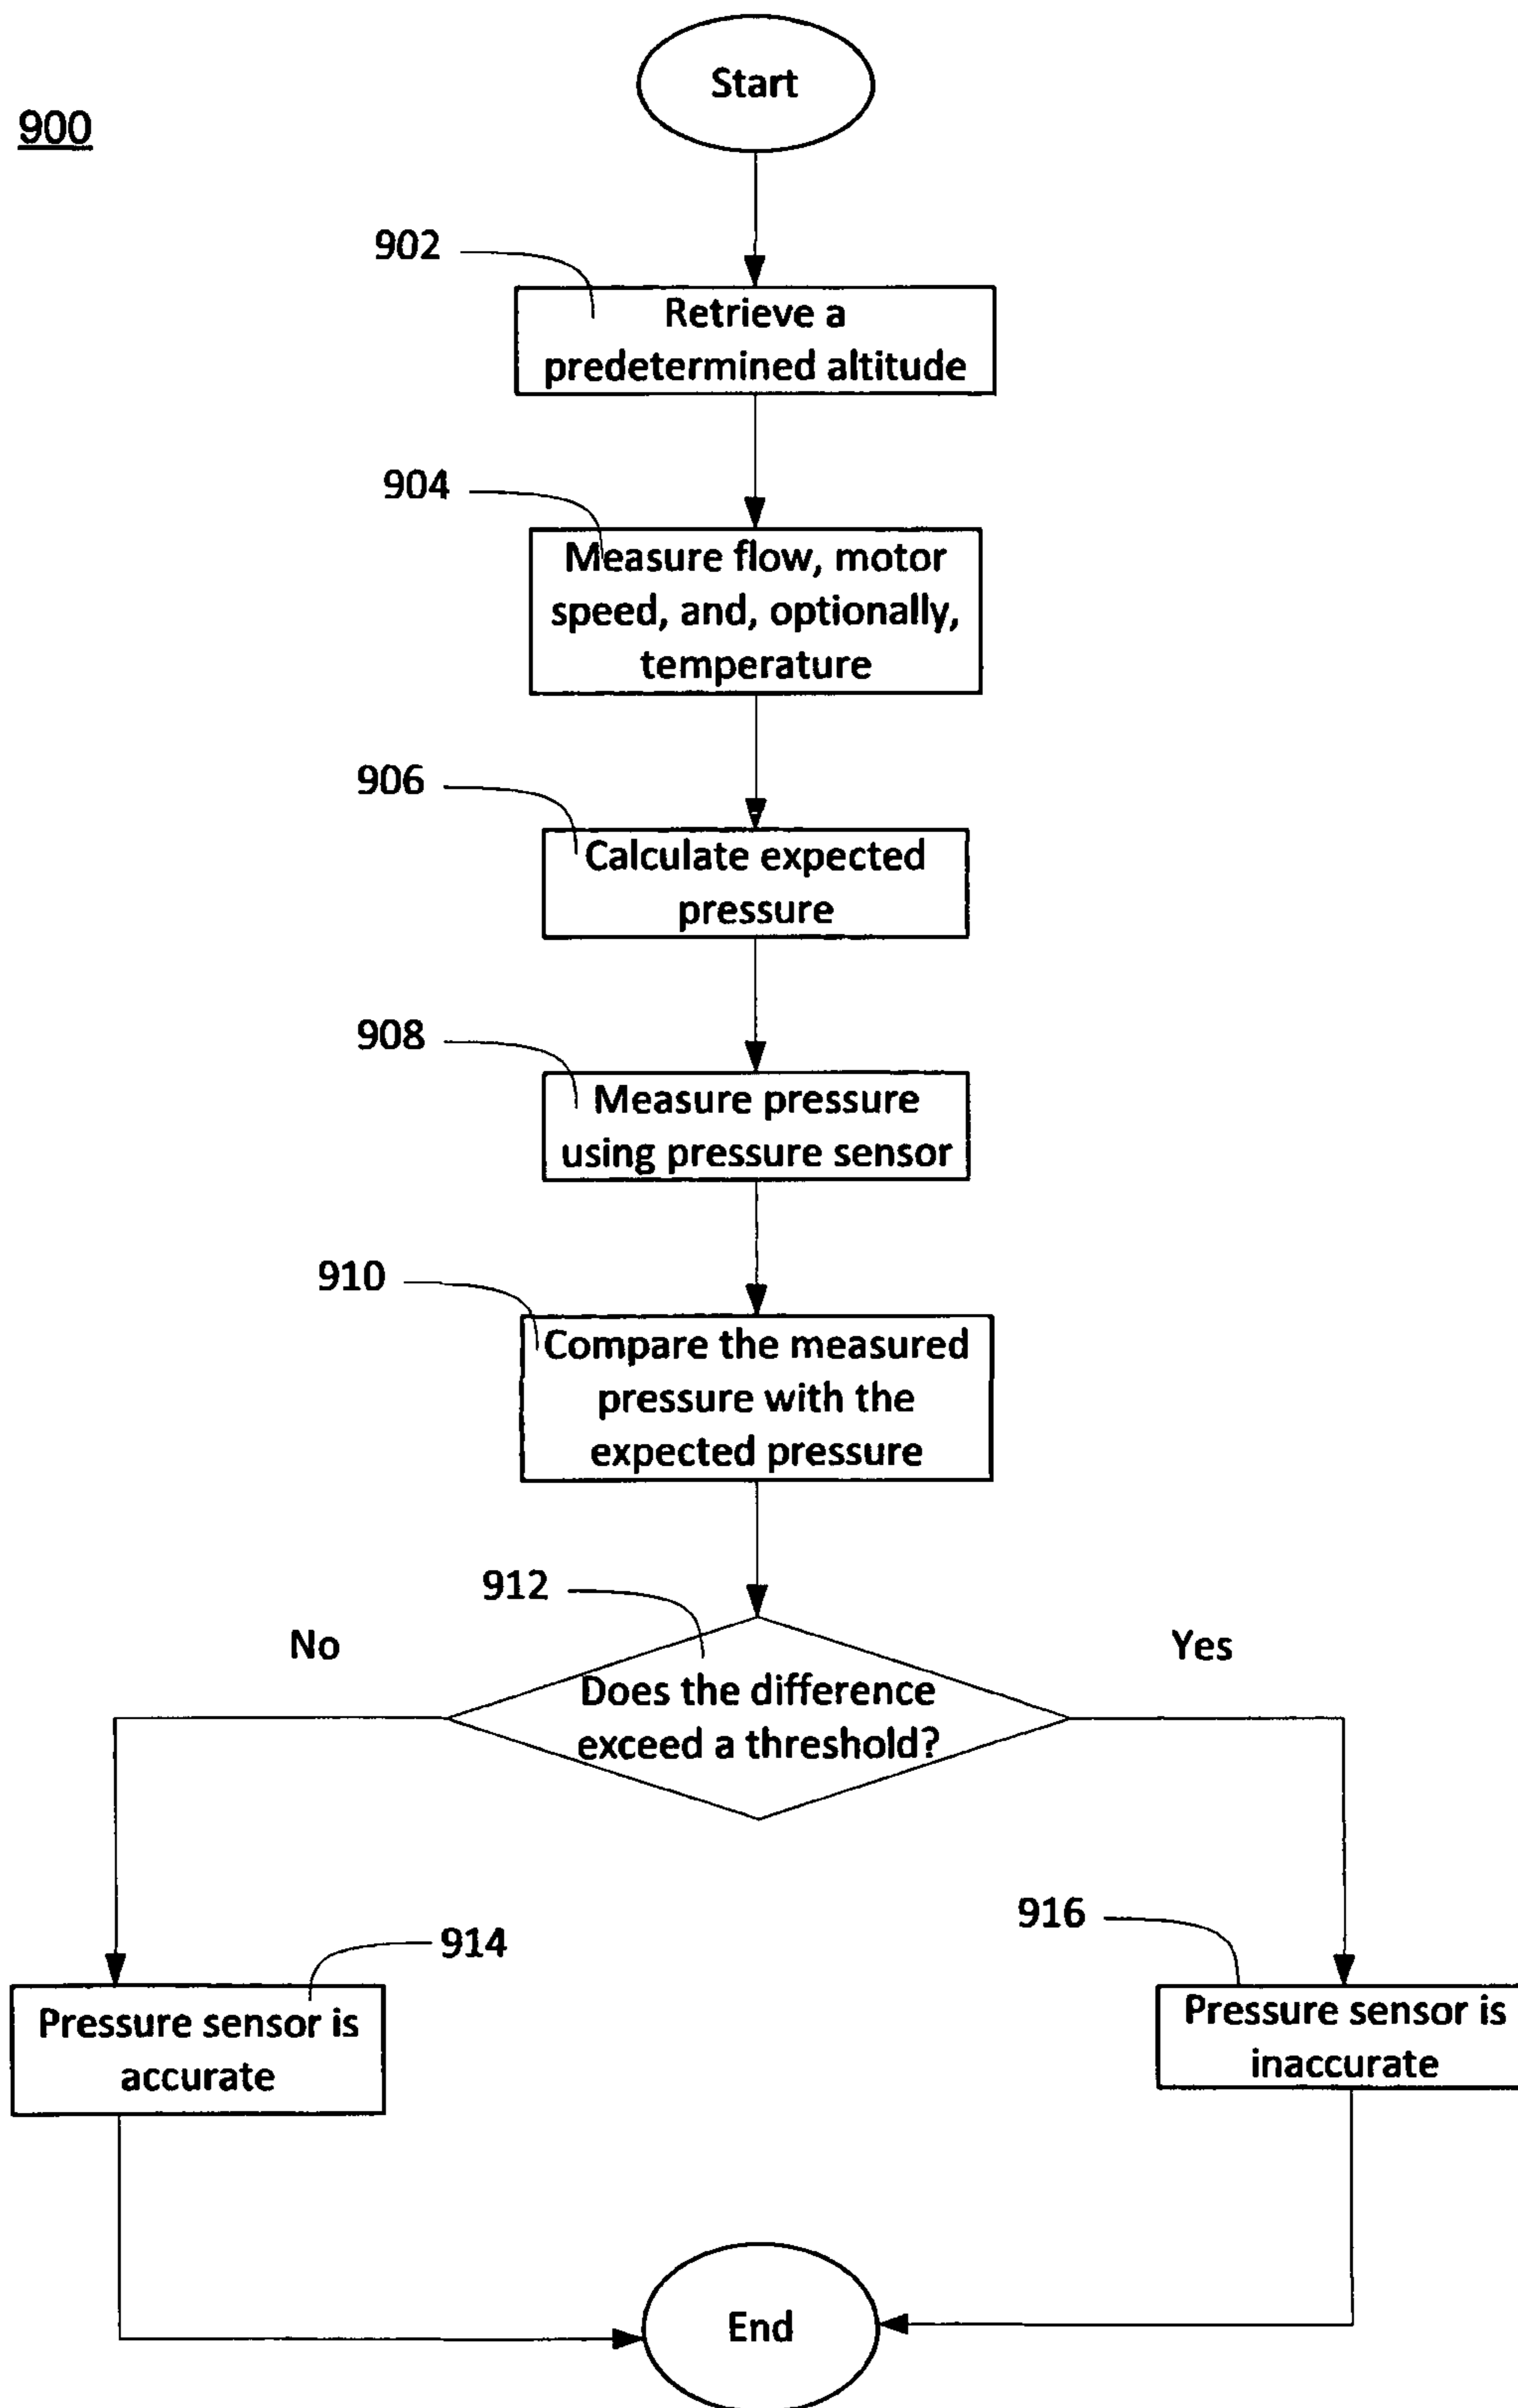 Start
900
902
Retrieve a
predetermined altitude
904
Measure flow, motor
speed, and, optionally,
temperature
906
Calculate expected
pressure
908
Measure pressure
using pressure sensor
910
Compare the measured
pressure with the
expected pressure
912
No
Yes
Does the difference
exceed a threshold?
916
914
Pressure sensor is
accurate
Pressure sensor is
inaccurate
End